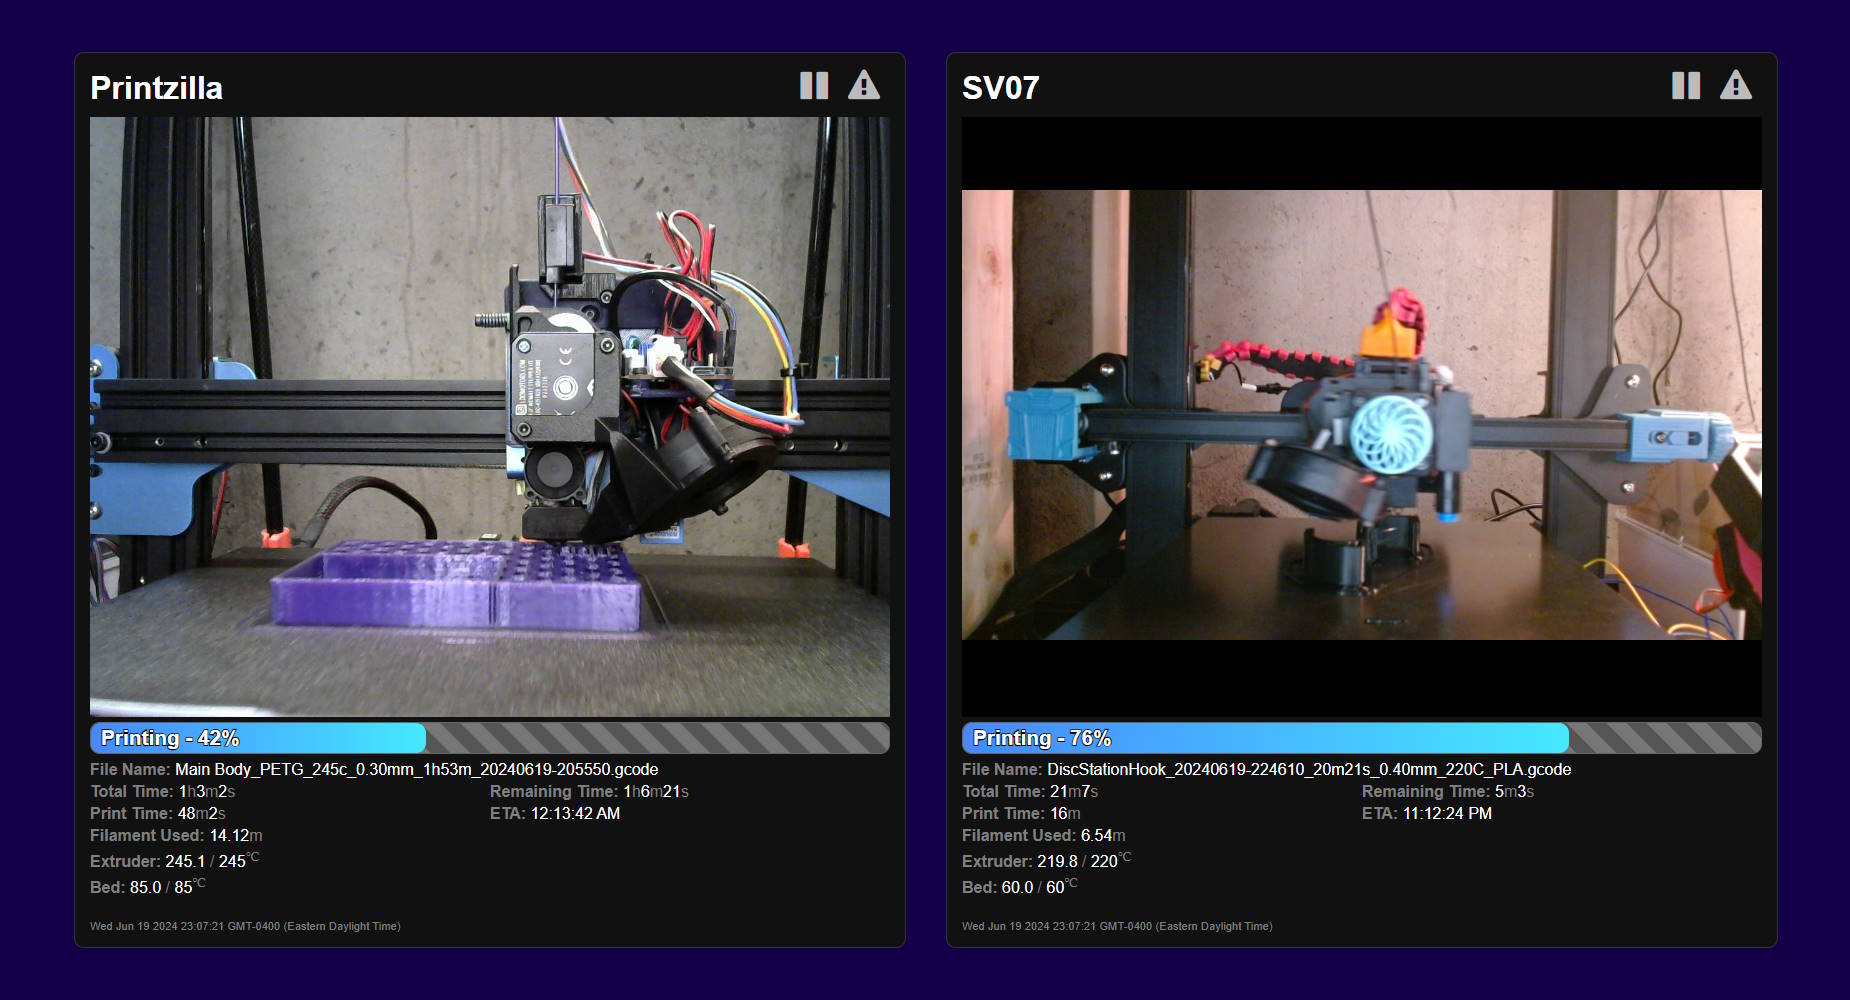 Printzilla
Printing - 42%
File Name: Main Body_PETG_245c_0.30mm_1h53m_20240619-205550.gcode
Total Time: 1h3m2s
Remaining Time: 1h6m21s
Print Time: 48m2s
ETA: 12:13:42 AM
Filament Used: 14.12m
Extruder: 245.1 / 245℃
Bed: 85.0 / 85℃
Wed Jun 19 2024 23:07:21 GMT-0400 (Eastern Daylight Time)
SV07
Printing - 76%
File Name: DiscStationHook_20240619-224610_20m21s_0.40mm_220C_PLA.gcode
Total Time: 21m7s
Remaining Time: 5m3s
Print Time: 16m
ETA: 11:12:24 PM
Filament Used: 6.54m
Extruder: 219.8 / 220℃
Bed: 60.0 / 60℃
Wed Jun 19 2024 23:07:21 GMT-0400 (Eastern Daylight Time)